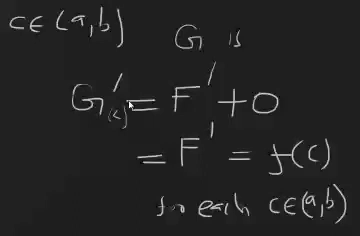 c∈(a,b)
G is
G'(c) = F' + 0
= F' = f(c)
for each c∈(a,b)